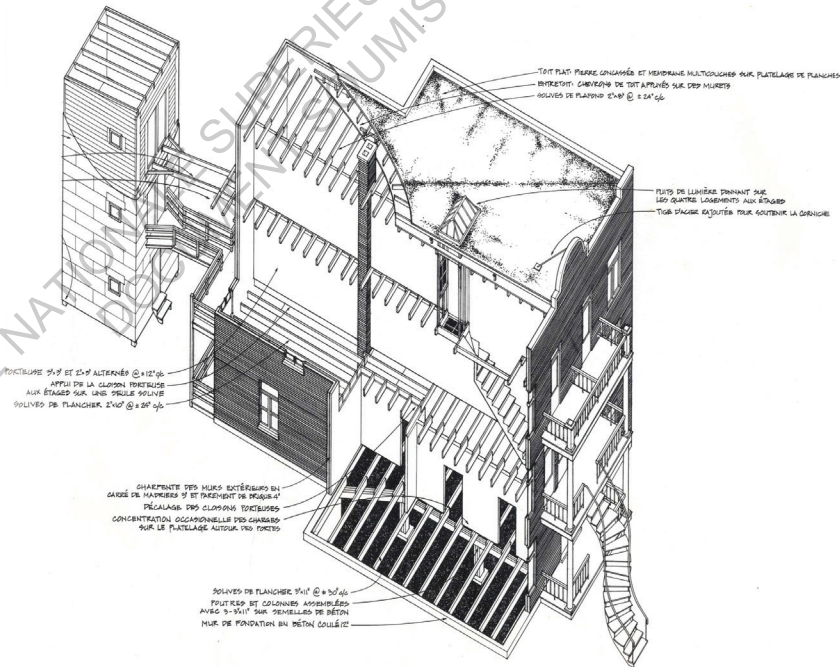 NATIONALE SUPERIEU
DOCUMENT SOUMIS
TOIT PLAT: PIERRE CONCASSÉE ET MEMBRANE MULTICOUCHES SUR PLATELAGE DE PLANCHES
ENTRETOIT: CHEVRONS DE TOIT APPUYÉS SUR DES MURETS
SOLIVES DE PLAFOND 2"x8" @ ± 24" c/c
PUITS DE LUMIÈRE DONNANT SUR
LES QUATRE LOGEMENTS AUX ÉTAGES
TIGE D'ACIER RAJOUTÉE POUR SOUTENIR LA CORNICHE
PORTEUSE 3"x3" ET 2"x3" ALTERNÉS @ ± 12" c/c
APPUI DE LA CLOISON PORTEUSE
AUX ÉTAGES SUR UNE SEULE SOLIVE
SOLIVES DE PLANCHER 2"x10" @ ± 24" c/c
CHARPENTE DES MURS EXTÉRIEURS EN
CARRÉ DE MADRIERS 3" ET PAREMENT DE BRIQUE 4"
DÉCALAGE DES CLOISONS PORTEUSES
CONCENTRATION OCCASIONNELLE DES CHARGES
SUR LE PLATELAGE AUTOUR DES PORTES
SOLIVES DE PLANCHER 3"x11" @ ± 30" c/c
POUTRES ET COLONNES ASSEMBLÉES
AVEC 3-3"x11" SUR SEMELLES DE BÉTON
MUR DE FONDATION EN BÉTON COULÉ 12"